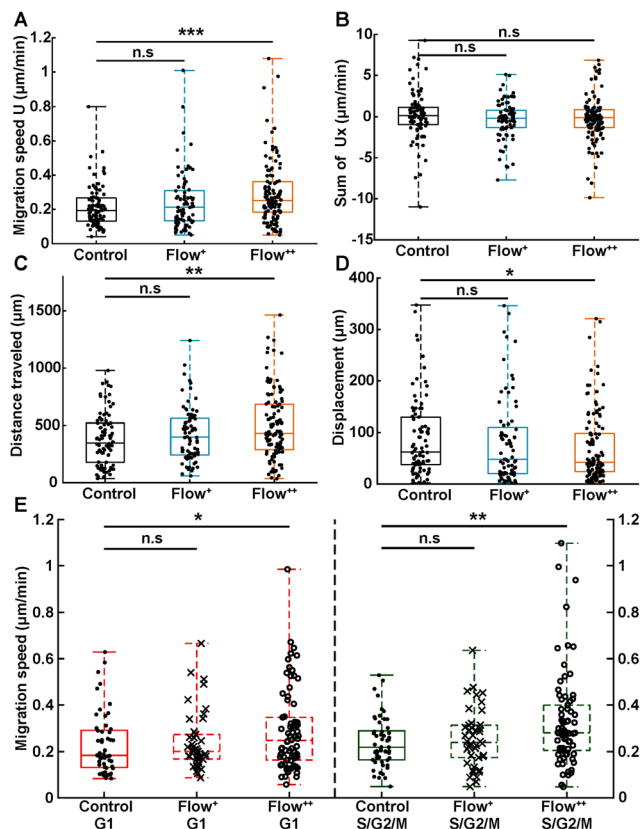 A
Migration speed U (µm/min)
1.2
1
0.8
0.6
0.4
0.2
0
***
n.s
Control Flow⁺ Flow⁺⁺
B
Sum of Ux (µm/min)
10
5
0
-5
-10
-15
n.s
n.s
Control Flow⁺ Flow⁺⁺
C
Distance traveled (µm)
1500
1000
500
0
**
n.s
Control Flow⁺ Flow⁺⁺
D
Displacement (µm)
400
300
200
100
0
*
n.s
Control Flow⁺ Flow⁺⁺
E
Migration speed (µm/min)
1.2
1
0.8
0.6
0.4
0.2
0
*
n.s
**
n.s
1.2
1
0.8
0.6
0.4
0.2
0
Control Flow⁺ Flow⁺⁺ Control Flow⁺ Flow⁺⁺
G1 G1 G1 S/G2/M S/G2/M S/G2/M